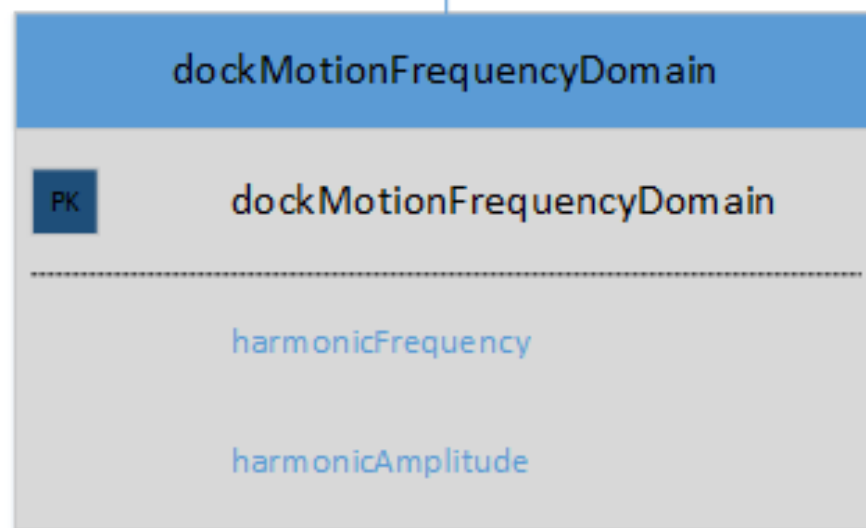 dockMotionFrequencyDomain
PK dockMotionFrequencyDomain
harmonicFrequency
harmonicAmplitude